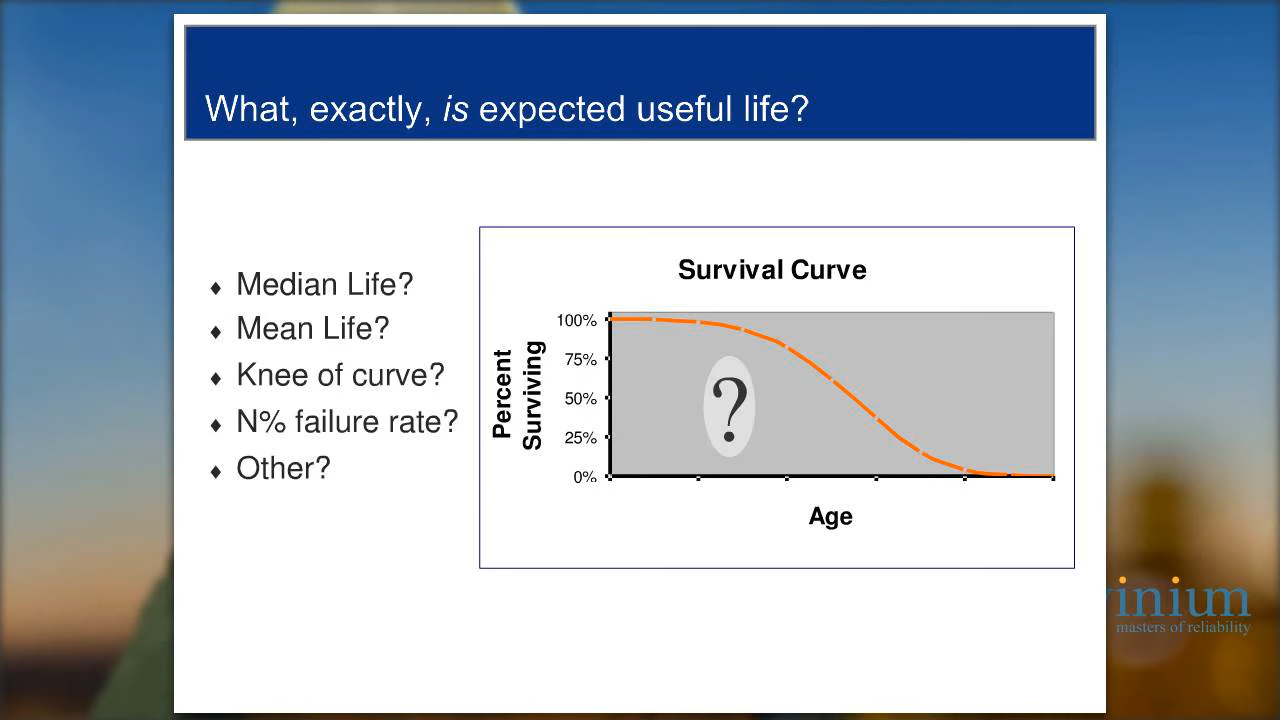 What, exactly, is expected useful life?
♦ Median Life?
♦ Mean Life?
♦ Knee of curve?
♦ N% failure rate?
♦ Other?
Survival Curve
Percent
Surviving
100%
75%
50%
25%
0%
?
Age
inium
masters of reliability